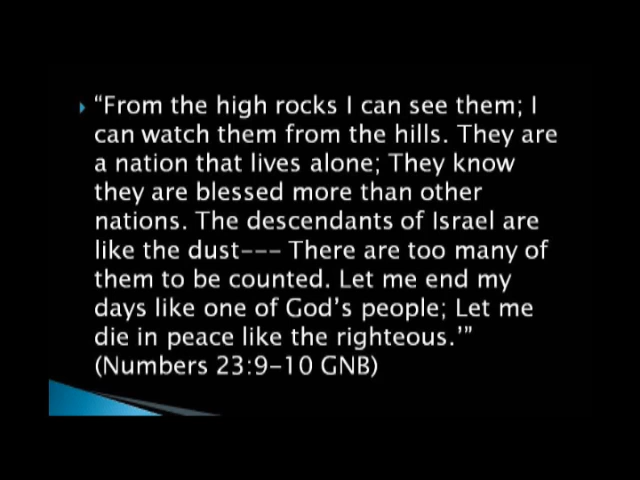 “From the high rocks I can see them; I
can watch them from the hills. They are
a nation that lives alone; They know
they are blessed more than other
nations. The descendants of Israel are
like the dust--- There are too many of
them to be counted. Let me end my
days like one of God’s people; Let me
die in peace like the righteous.’”
(Numbers 23:9-10 GNB)